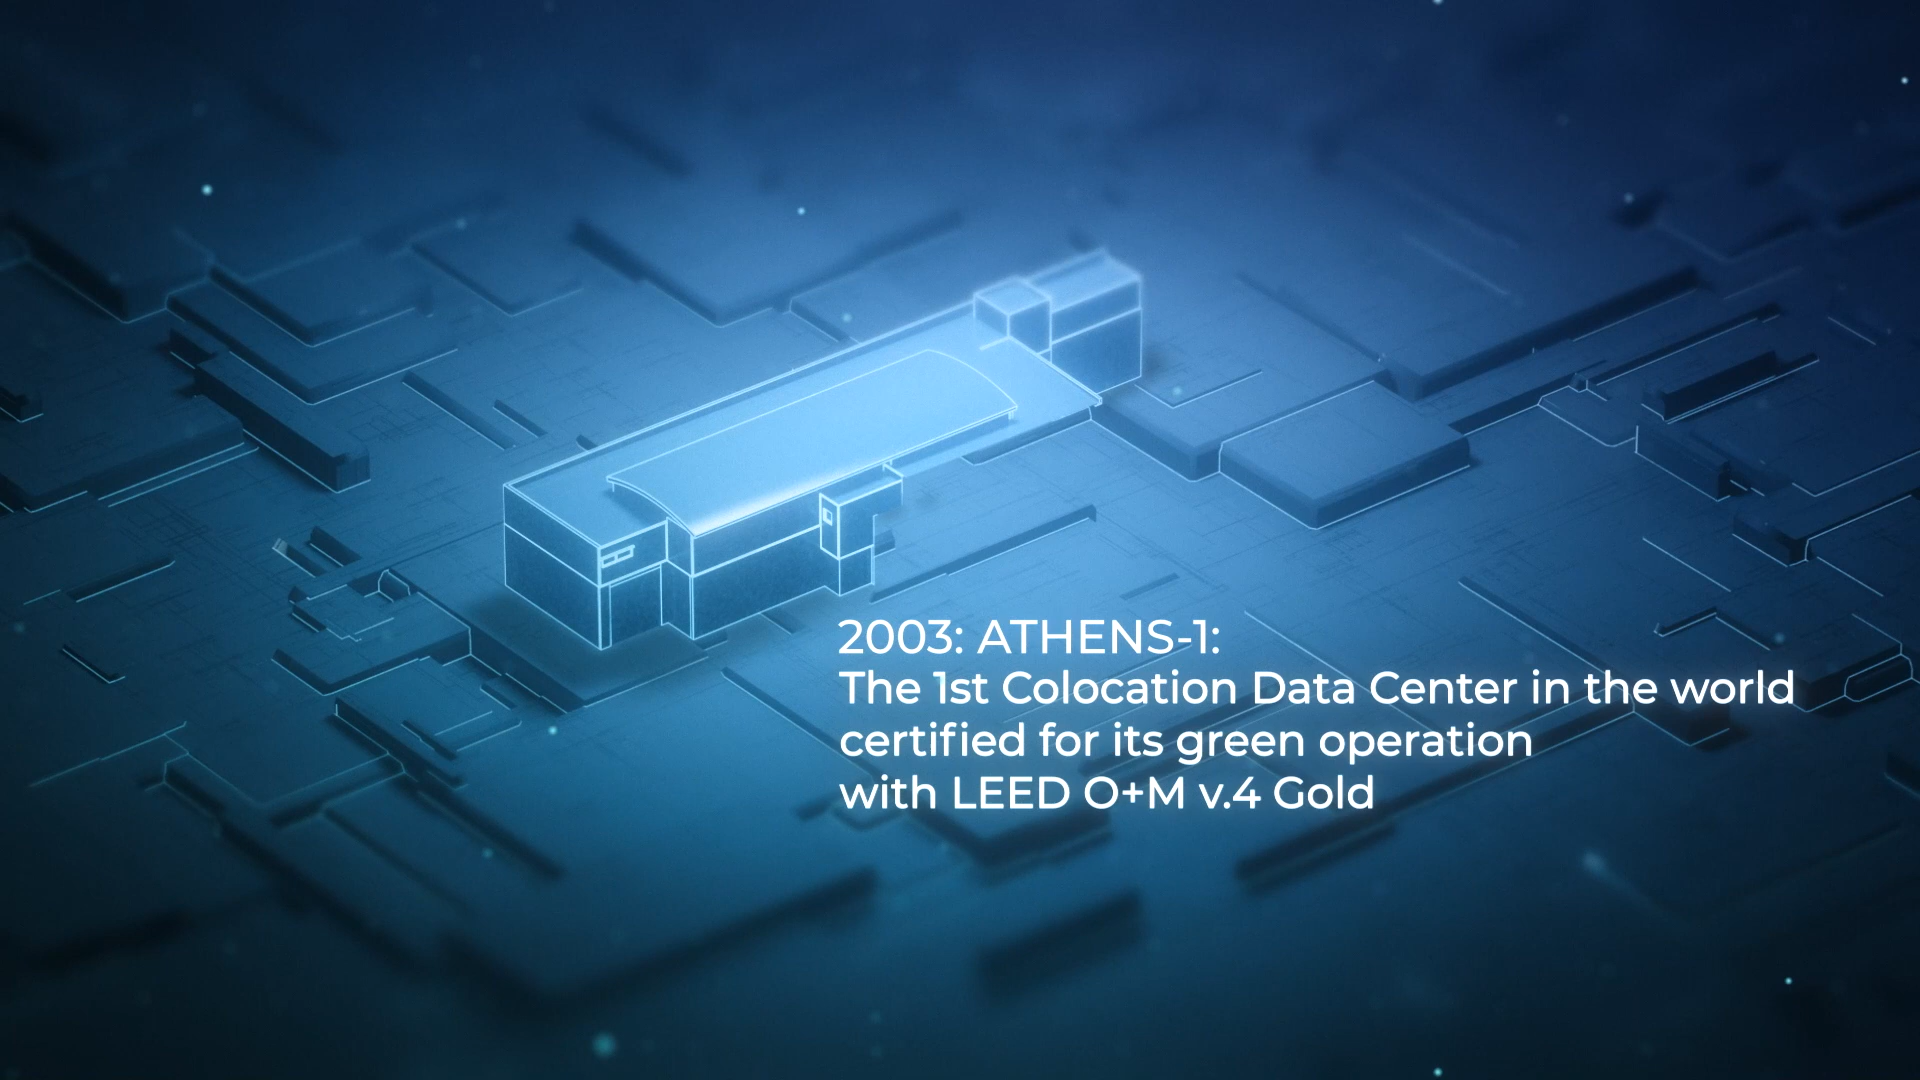 2003: ATHENS-1:
The 1st Colocation Data Center in the world
certified for its green operation
with LEED O+M v.4 Gold